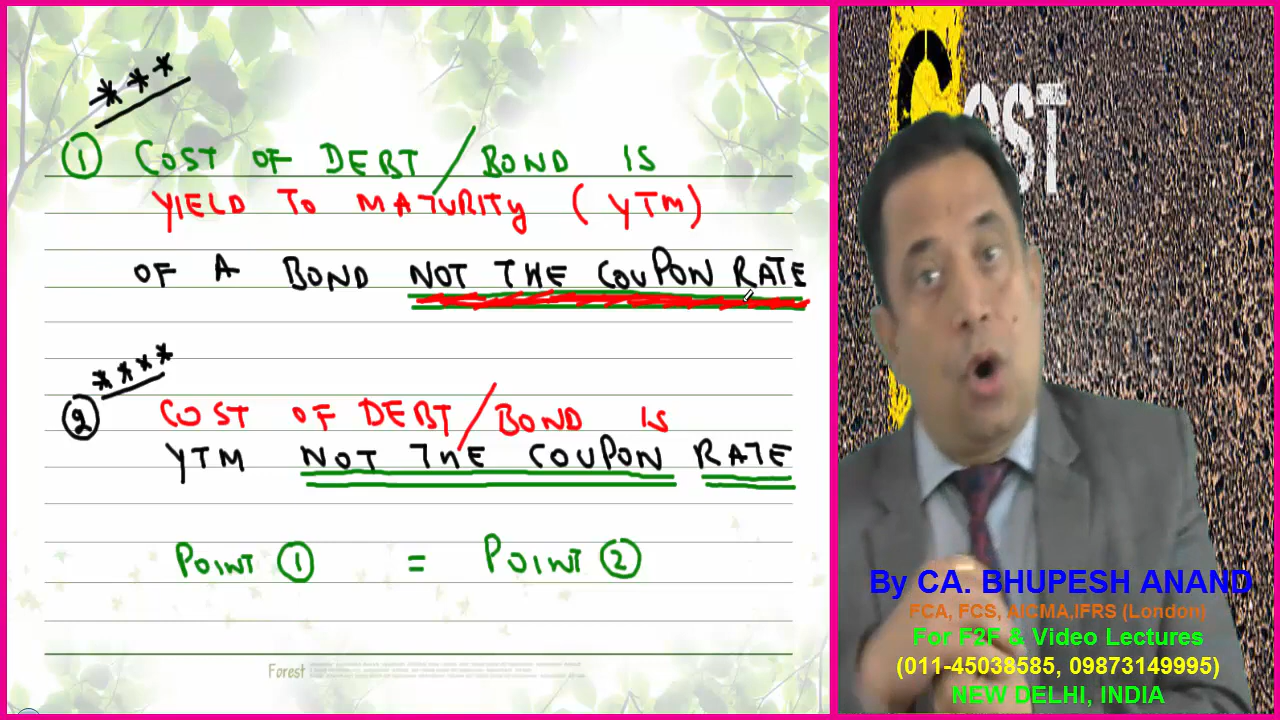 ***
① COST OF DEBT / BOND IS
YIELD TO MATURITY (YTM)
OF A BOND NOT THE COUPON RATE
****
② COST OF DEBT / BOND IS
YTM NOT THE COUPON RATE
POINT ① = POINT ②
Forest
COST
By CA. BHUPESH ANAND
FCA, FCS, AICMA,IFRS (London)
For F2F & Video Lectures
(011-45038585, 09873149995)
NEW DELHI, INDIA